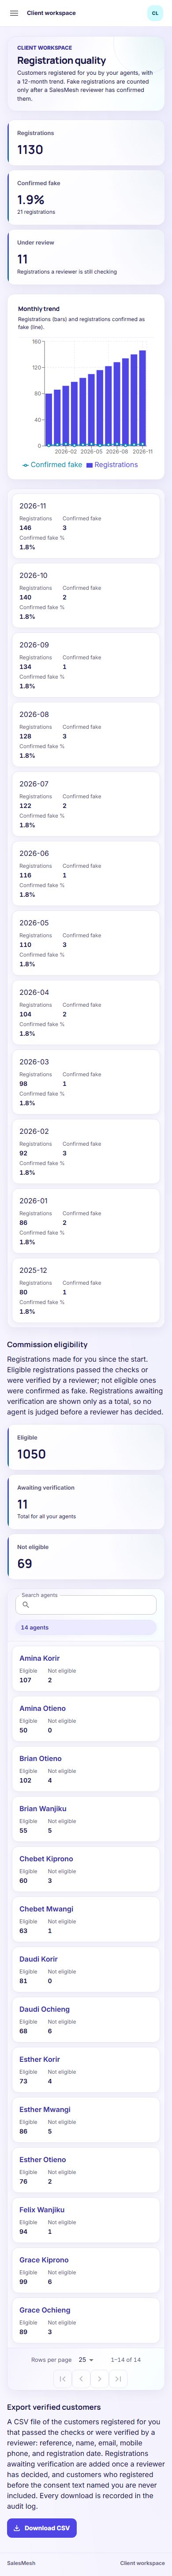 Client workspace
CL
CLIENT WORKSPACE
Registration quality
Customers registered for you by your agents, with
a 12-month trend. Fake registrations are counted
only after a SalesMesh reviewer has confirmed
them.
Registrations
1130
Confirmed fake
1.9%
21 registrations
Under review
11
Registrations a reviewer is still checking
Monthly trend
Registrations (bars) and registrations confirmed as
fake (line).
160
120
80
40
0
2026-02 2026-05 2026-08 2026-11
Confirmed fake Registrations
2026-11
Registrations Confirmed fake
146 3
Confirmed fake %
1.8%
2026-10
Registrations Confirmed fake
140 2
Confirmed fake %
1.8%
2026-09
Registrations Confirmed fake
134 1
Confirmed fake %
1.8%
2026-08
Registrations Confirmed fake
128 3
Confirmed fake %
1.8%
2026-07
Registrations Confirmed fake
122 2
Confirmed fake %
1.8%
2026-06
Registrations Confirmed fake
116 1
Confirmed fake %
1.8%
2026-05
Registrations Confirmed fake
110 3
Confirmed fake %
1.8%
2026-04
Registrations Confirmed fake
104 2
Confirmed fake %
1.8%
2026-03
Registrations Confirmed fake
98 1
Confirmed fake %
1.8%
2026-02
Registrations Confirmed fake
92 3
Confirmed fake %
1.8%
2026-01
Registrations Confirmed fake
86 2
Confirmed fake %
1.8%
2025-12
Registrations Confirmed fake
80 1
Confirmed fake %
1.8%
Commission eligibility
Registrations made for you since the start.
Eligible registrations passed the checks or
were verified by a reviewer; not eligible ones
were confirmed as fake. Registrations awaiting
verification are shown only as a total, so no
agent is judged before a reviewer has decided.
Eligible
1050
Awaiting verification
11
Total for all your agents
Not eligible
69
Search agents
14 agents
Amina Korir
Eligible Not eligible
107 2
Amina Otieno
Eligible Not eligible
50 0
Brian Otieno
Eligible Not eligible
102 4
Brian Wanjiku
Eligible Not eligible
55 5
Chebet Kiprono
Eligible Not eligible
60 3
Chebet Mwangi
Eligible Not eligible
63 1
Daudi Korir
Eligible Not eligible
81 0
Daudi Ochieng
Eligible Not eligible
68 6
Esther Korir
Eligible Not eligible
73 4
Esther Mwangi
Eligible Not eligible
86 5
Esther Otieno
Eligible Not eligible
76 2
Felix Wanjiku
Eligible Not eligible
94 1
Grace Kiprono
Eligible Not eligible
99 6
Grace Ochieng
Eligible Not eligible
89 3
Rows per page 25 1–14 of 14
Export verified customers
A CSV file of the customers registered for you
that passed the checks or were verified by a
reviewer: reference, name, email, mobile
phone, and registration date. Registrations
awaiting verification are added once a reviewer
has decided, and customers who registered
before the consent text named you are never
included. Every download is recorded in the
audit log.
Download CSV
SalesMesh Client workspace